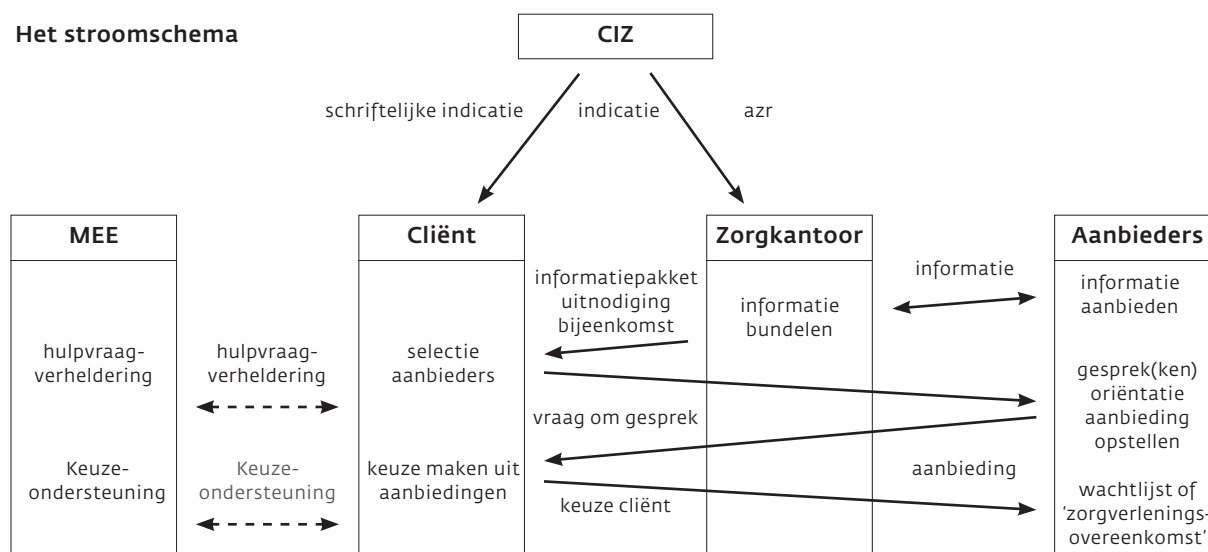 Het stroomschema
CIZ
schriftelijke indicatie
indicatie
azr
MEE
Cliënt
Zorgkantoor
Aanbieders
informatiepakket
uitnodiging
bijeenkomst
informatie
bundelen
informatie
informatie
aanbieden
hulpvraag-
verheldering
hulpvraag-
verheldering
selectie
aanbieders
gesprek(ken)
oriëntatie
aanbieding
opstellen
vraag om gesprek
Keuze-
ondersteuning
Keuze-
ondersteuning
keuze maken uit
aanbiedingen
aanbieding
keuze cliënt
wachtlijst of
‘zorgverlenings-
overeenkomst’